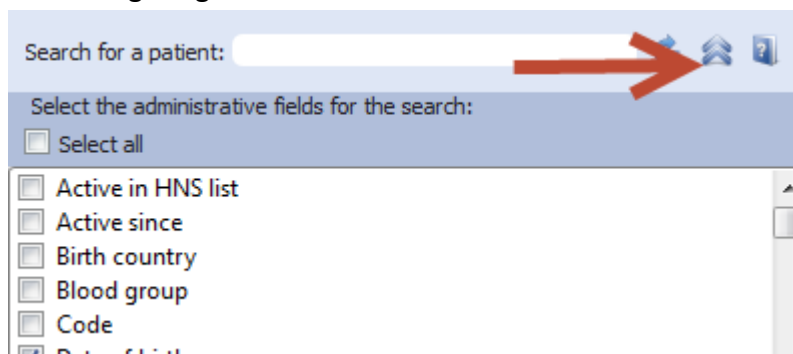 Search for a patient:
Select the administrative fields for the search:
Select all
Active in HNS list
Active since
Birth country
Blood group
Code